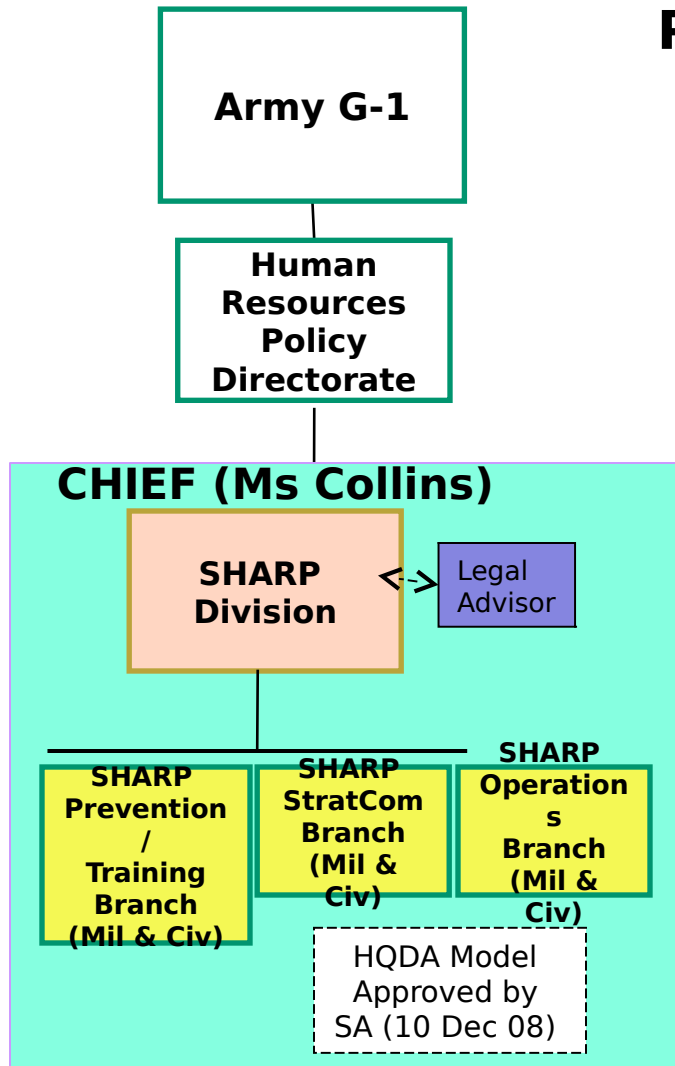 P
Army G-1
Human
Resources
Policy
Directorate
CHIEF (Ms Collins)
SHARP
Division
Legal
Advisor
SHARP
Prevention
/
Training
Branch
(Mil & Civ)
SHARP
StratCom
Branch
(Mil &
Civ)
SHARP
Operation
s
Branch
(Mil &
Civ)
HQDA Model
Approved by
SA (10 Dec 08)